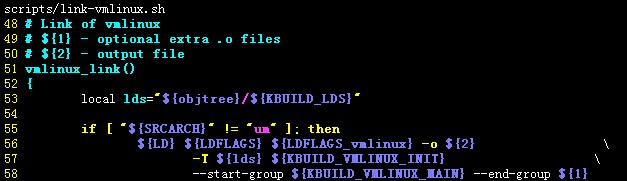 scripts/link-vmlinux.sh
48 # Link of vmlinux
49 # ${1} - optional extra .o files
50 # ${2} - output file
51 vmlinux_link()
52 {
53         local lds="${objtree}/${KBUILD_LDS}"
54
55         if [ "${SRCARCH}" != "um" ]; then
56                 ${LD} ${LDFLAGS} ${LDFLAGS_vmlinux} -o ${2}                  \
57                         -T ${lds} ${KBUILD_VMLINUX_INIT}                     \
58                         --start-group ${KBUILD_VMLINUX_MAIN} --end-group ${1}